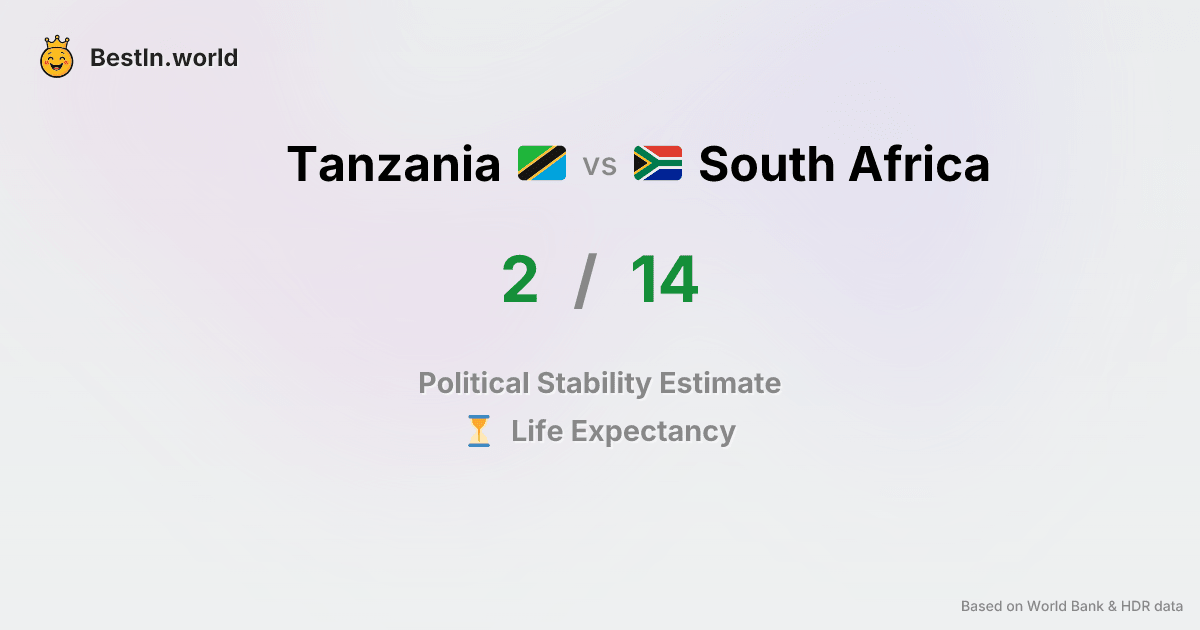 BestIn.world
Tanzania vs South Africa
2 / 14
Political Stability Estimate
Life Expectancy
Based on World Bank & HDR data